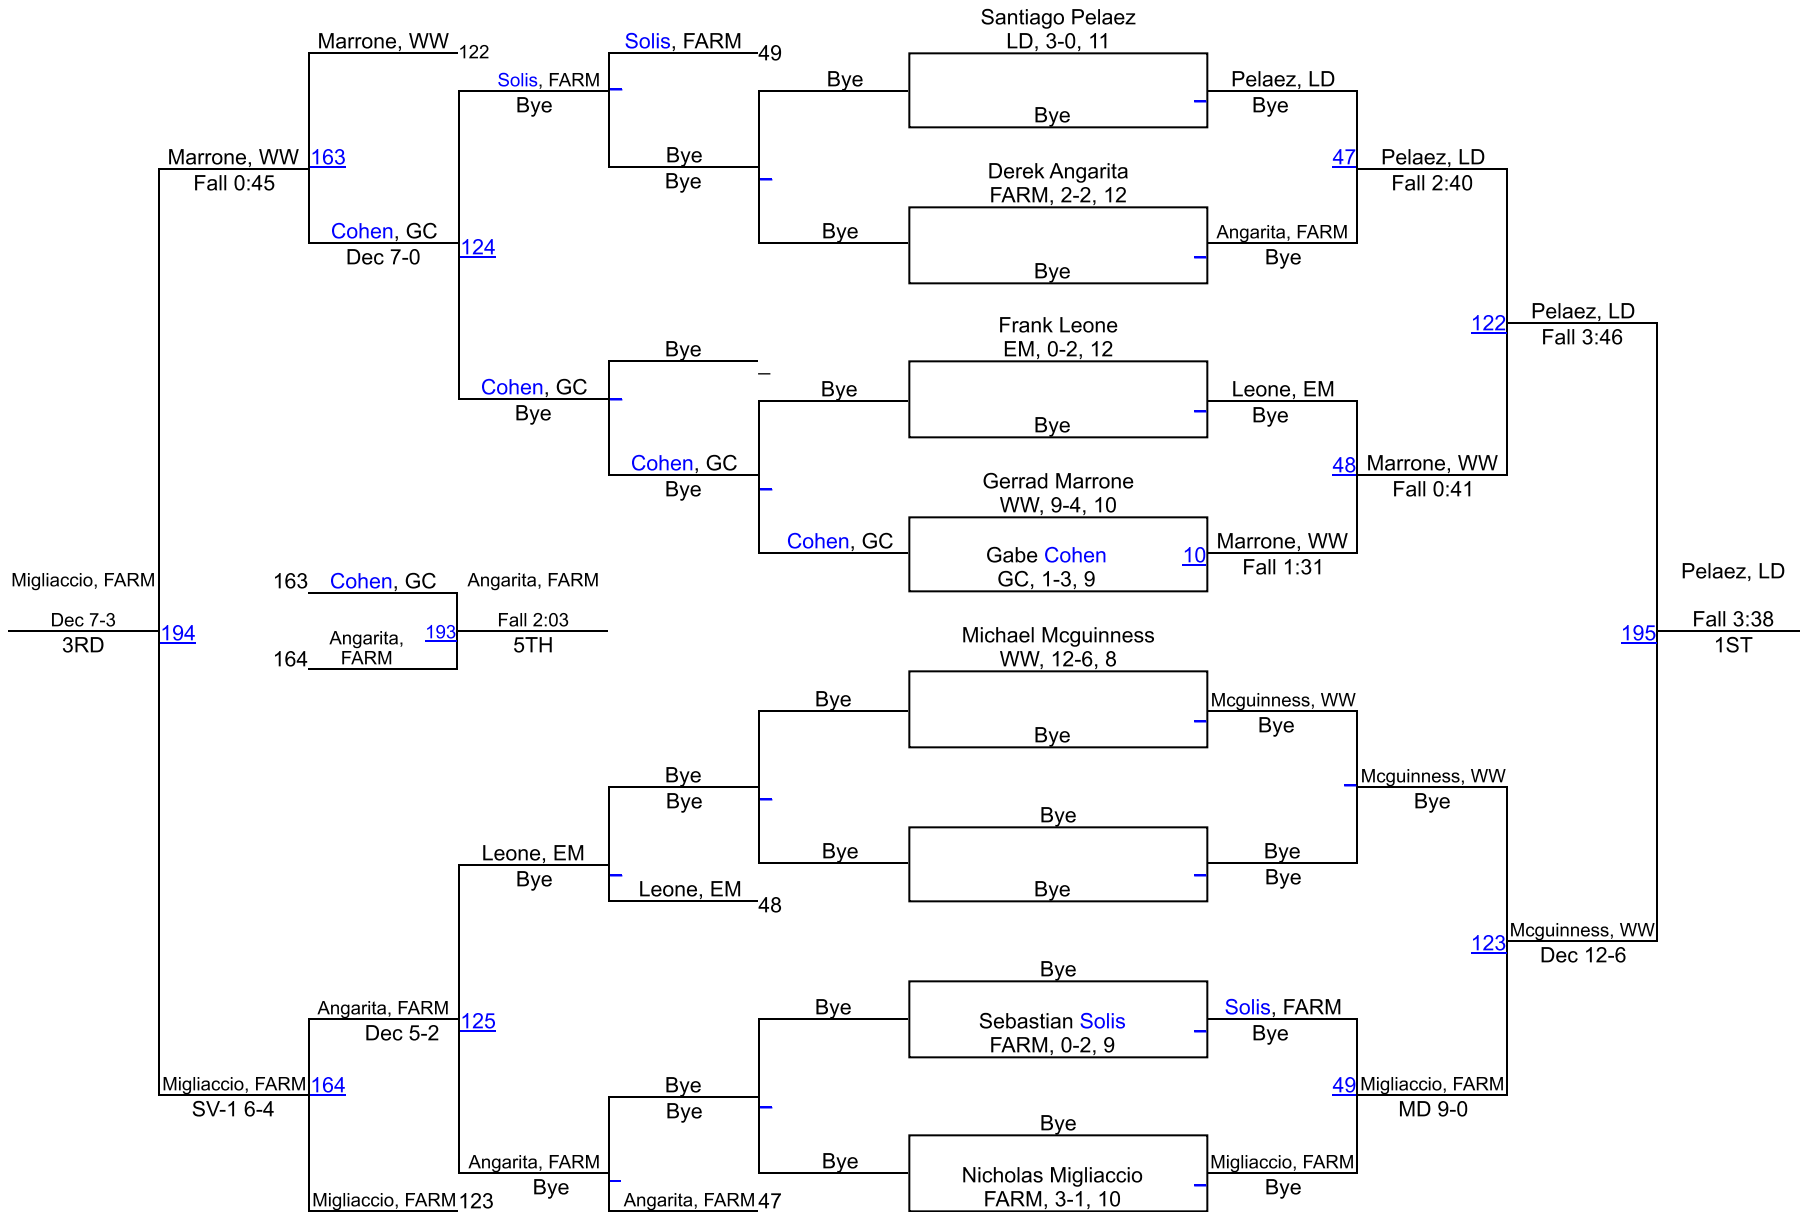 Santiago Pelaez
Marrone, WW
Solis, FARM
LD, 3-0, 11
122
49
Solis, FARM
Bye
Pelaez, LD
Bye
Bye
Bye
Marrone, WW
163
Bye
47
Pelaez, LD
Fall 0:45
Bye
Derek Angarita
Fall 2:40
FARM, 2-2, 12
Cohen, GC
124
Bye
Angarita, FARM
Dec 7-0
Bye
Bye
Frank Leone
122
Pelaez, LD
Bye
EM, 0-2, 12
Fall 3:46
Cohen, GC
Bye
Leone, EM
Bye
Bye
Bye
Cohen, GC
48
Marrone, WW
Bye
Gerrad Marrone
Fall 0:41
WW, 9-4, 10
Cohen, GC
Gabe Cohen
10
Marrone, WW
GC, 1-3, 9
Fall 1:31
Migliaccio, FARM
163
Cohen, GC
Angarita, FARM
Pelaez, LD
Dec 7-3
194
Angarita,
FARM
193
Fall 2:03
Michael Mcguinness
195
Fall 3:38
3RD
164
5TH
WW, 12-6, 8
1ST
Bye
Mcguinness, WW
Bye
Bye
Bye
Mcguinness, WW
Bye
Bye
Bye
Leone, EM
Bye
Bye
Bye
Leone, EM
Bye
Bye
48
123
Mcguinness, WW
Dec 12-6
Bye
Angarita, FARM
125
Bye
Sebastian Solis
Solis, FARM
Dec 5-2
FARM, 0-2, 9
Bye
Migliaccio, FARM
164
Bye
49
Migliaccio, FARM
SV-1 6-4
Bye
Bye
MD 9-0
Angarita, FARM
Bye
Nicholas Migliaccio
Migliaccio, FARM
Bye
FARM, 3-1, 10
Bye
Migliaccio, FARM
123
Angarita, FARM
47